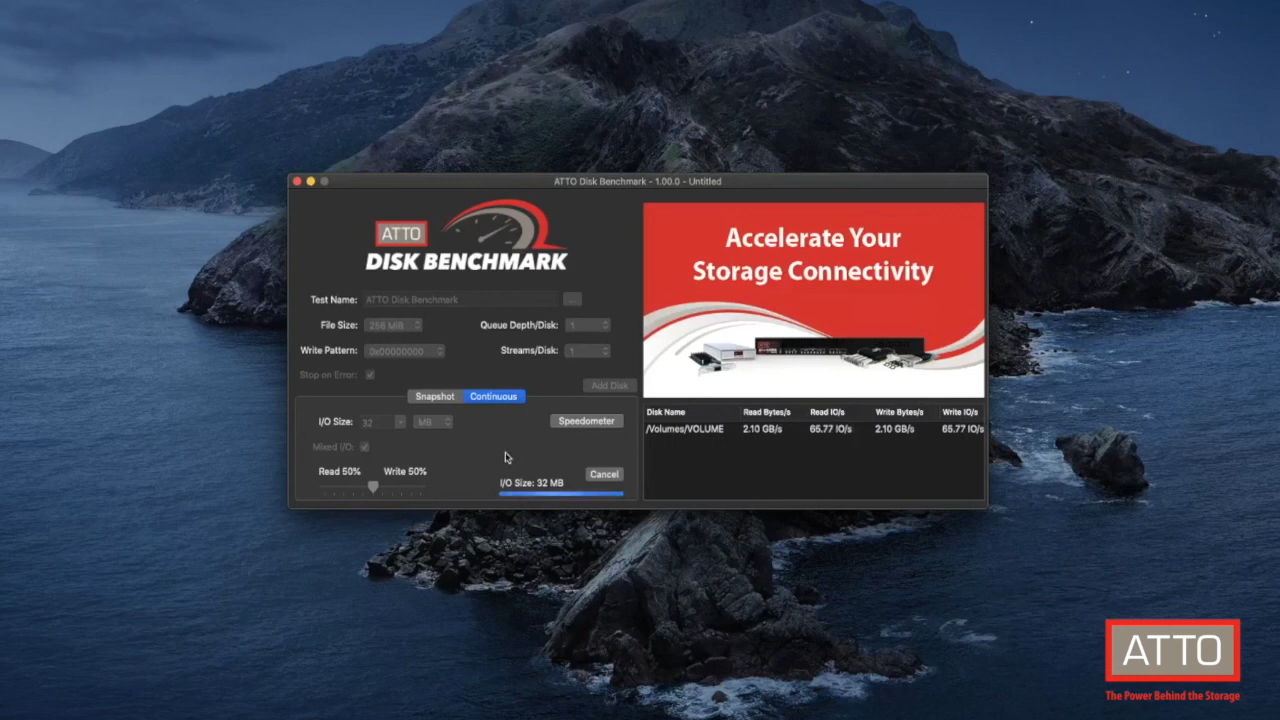 ATTO Disk Benchmark - 1.00.0 - Untitled
ATTO
DISK BENCHMARK
Accelerate Your
Storage Connectivity
Test Name: ATTO Disk Benchmark ...
File Size: 256 MiB Queue Depth/Disk: 1
Write Pattern: 0x00000000 Streams/Disk: 1
Stop on Error:
Add Disk
Snapshot Continuous
I/O Size: 32 MB Speedometer
Mixed I/O:
Read 50% Write 50%
Cancel
I/O Size: 32 MB
Disk Name Read Bytes/s Read IO/s Write Bytes/s Write IO/s
/Volumes/VOLUME 2.10 GB/s 65.77 IO/s 2.10 GB/s 65.77 IO/s
ATTO
The Power Behind the Storage